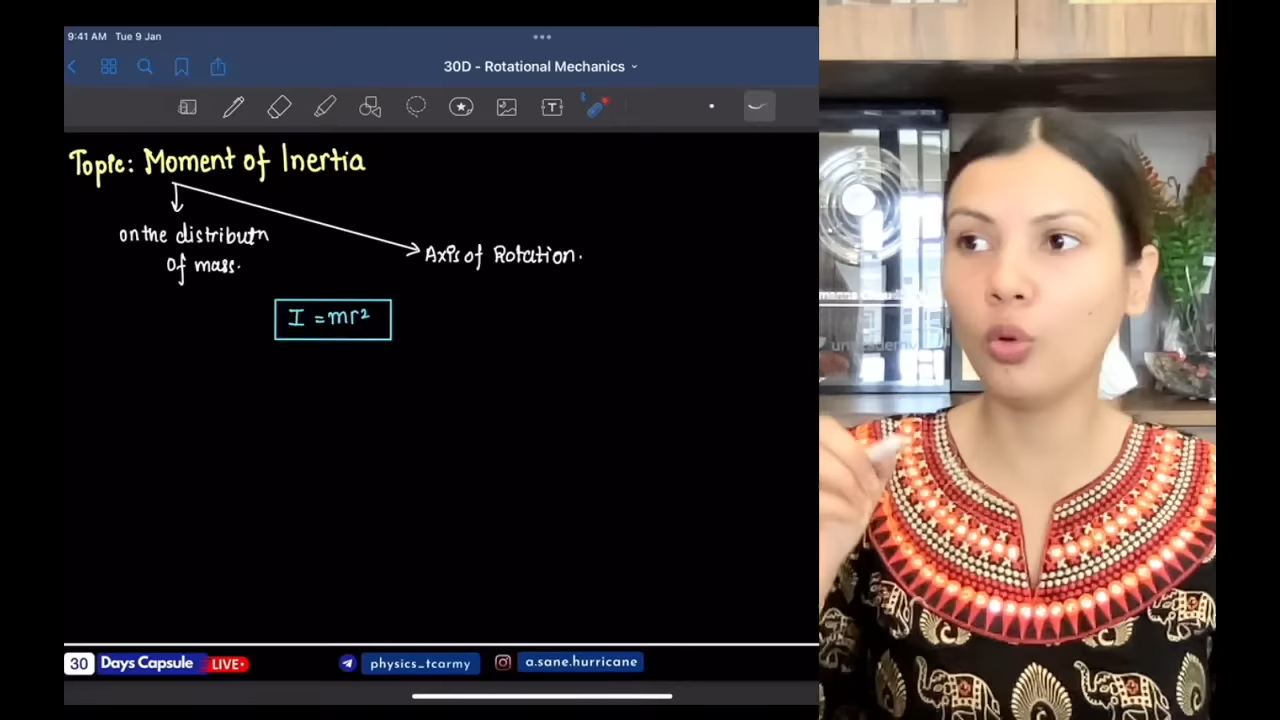 9:41 AM Tue 9 Jan
30D - Rotational Mechanics
Topic: Moment of Inertia
on the distributn
of mass.
Axis of Rotation.
I = mr²
30 Days Capsule LIVE
physics_tcarmy
a.sane.hurricane